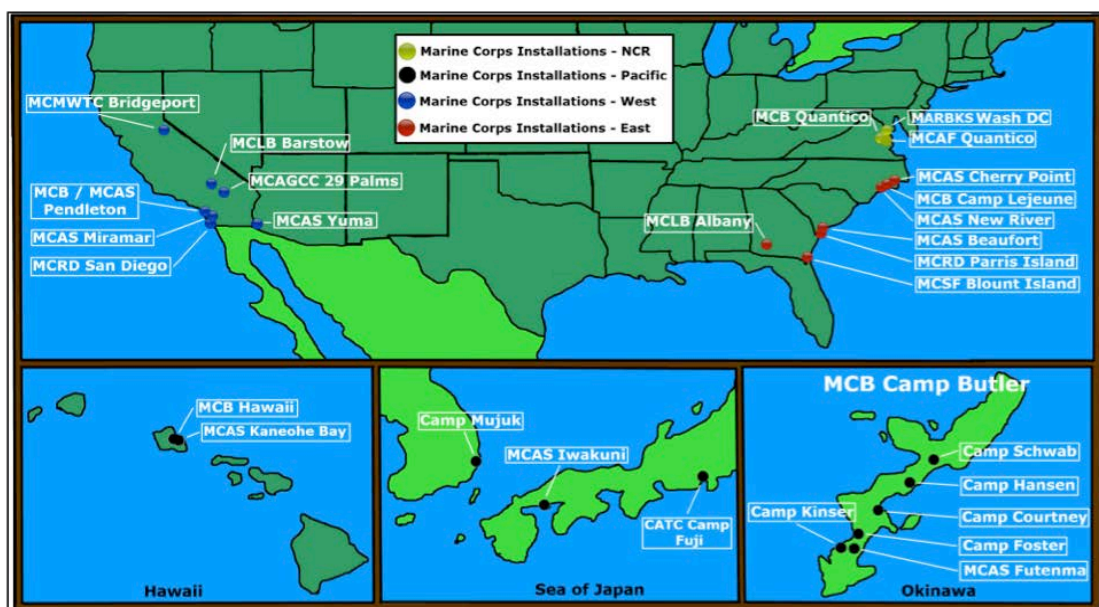 Marine Corps Installations - NCR
Marine Corps Installations - Pacific
Marine Corps Installations - West
Marine Corps Installations - East
MCMWTC Bridgeport
MCLB Barstow
MCAGCC 29 Palms
MCB / MCAS
Pendleton
MCAS Yuma
MCAS Miramar
MCRD San Diego
MCB Quantico
MARBKS Wash DC
MCAF Quantico
MCAS Cherry Point
MCB Camp Lejeune
MCAS New River
MCLB Albany
MCAS Beaufort
MCRD Parris Island
MCSF Blount Island
MCB Hawaii
MCAS Kaneohe Bay
Hawaii
Camp Mujuk
MCAS Iwakuni
CATC Camp
Fuji
Sea of Japan
MCB Camp Butler
Camp Schwab
Camp Hansen
Camp Kinser
Camp Courtney
Camp Foster
MCAS Futenma
Okinawa